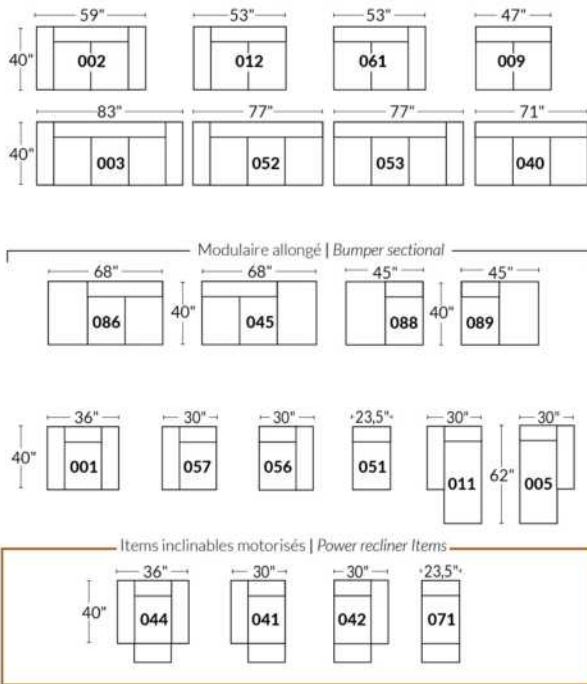 59" 53" 53" 47"
40" 002 012 061 009
83" 77" 77" 71"
40" 003 052 053 040
Modulaire allongé | Bumper sectional
68" 68" 45" 45"
086 40" 045 088 40" 089
36" 30" 30" 23,5" 30" 30"
40" 001 057 056 051 011 62" 005
Items inclinables motorisés | Power recliner Items
36" 30" 30" 23,5"
40" 044 041 042 071